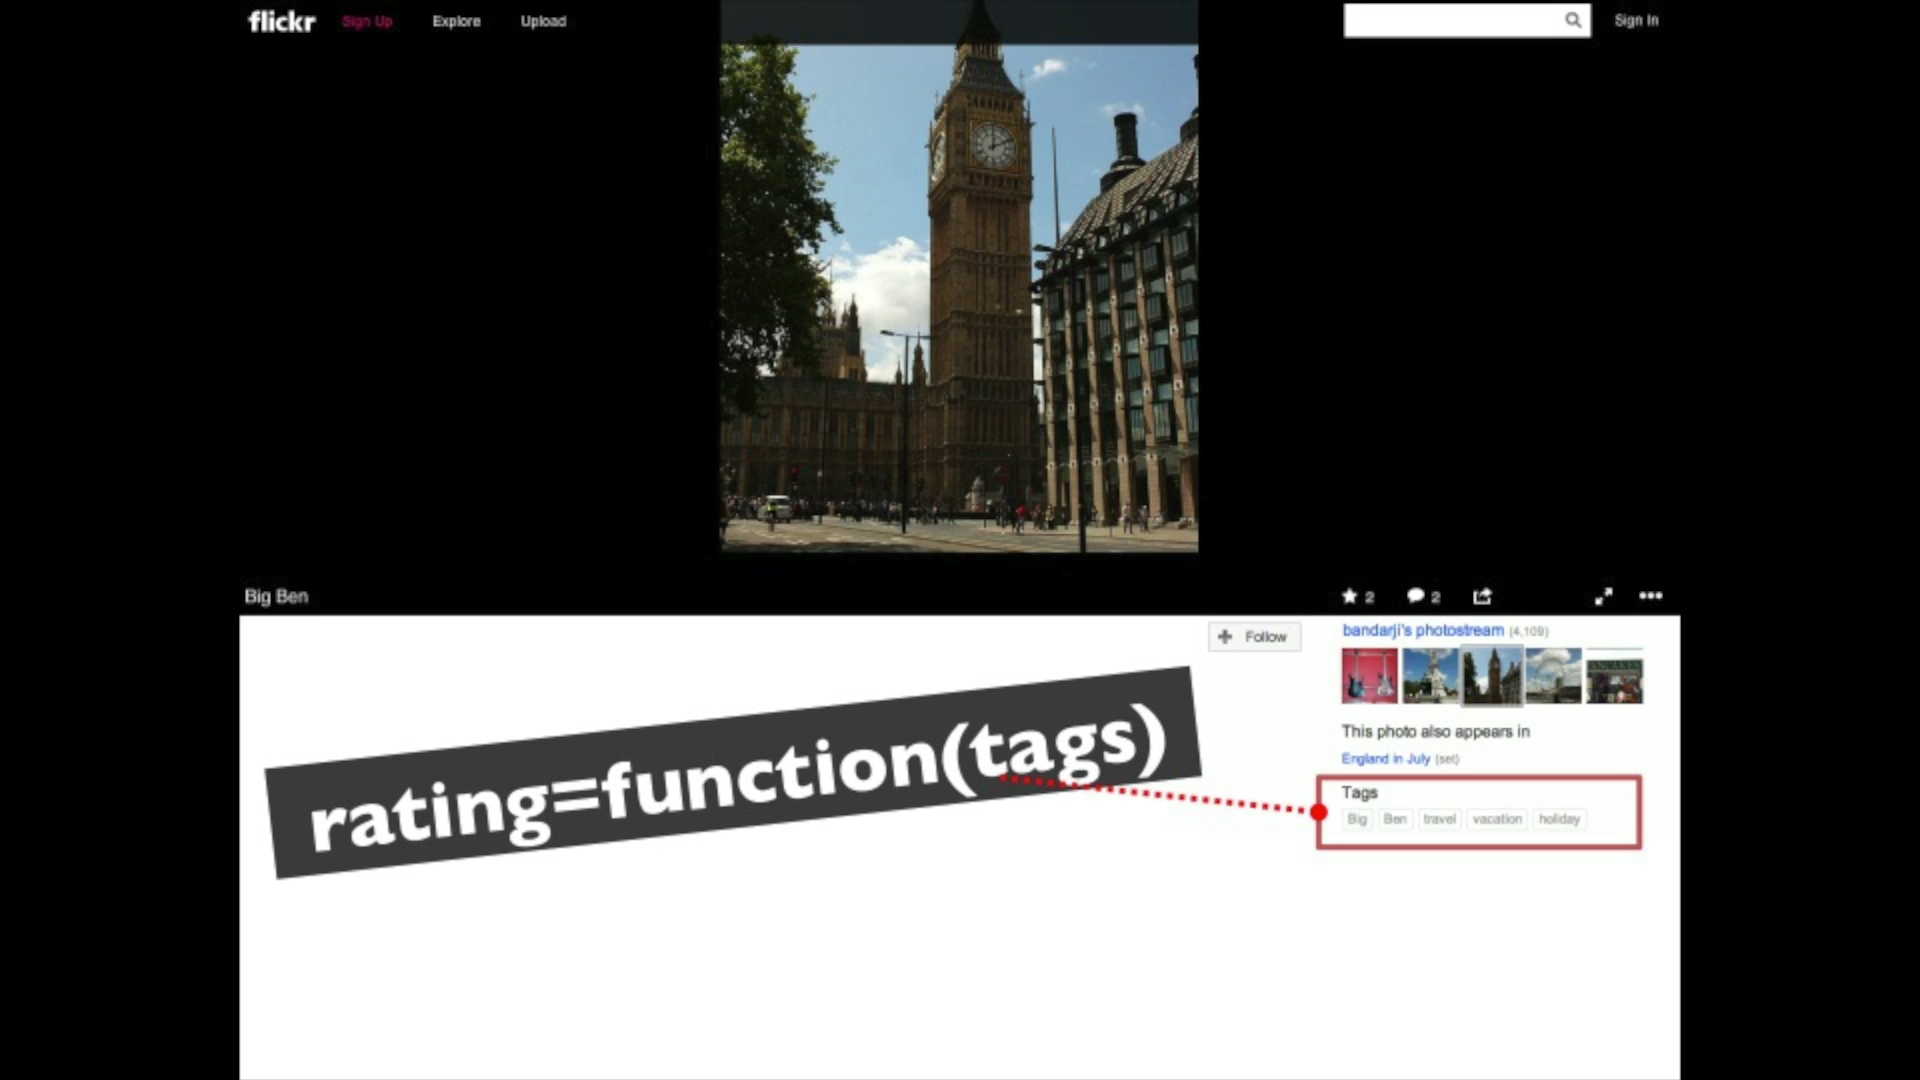 flickr Sign Up Explore Upload Sign In
Big Ben 2 2
Follow
bandarji's photostream (4,109)
This photo also appears in
England in July (set)
rating=function(tags)
Tags
Big Ben travel vacation holiday